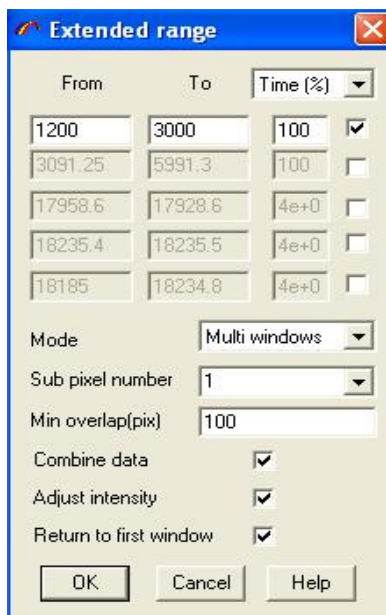 Extended range
From To Time (%)
1200 3000 100
3091.25 5991.3 100
17958.6 17928.6 4e+0
18235.4 18235.5 4e+0
18185 18234.8 4e+0
Mode Multi windows
Sub pixel number 1
Min overlap(pix) 100
Combine data
Adjust intensity
Return to first window
OK Cancel Help